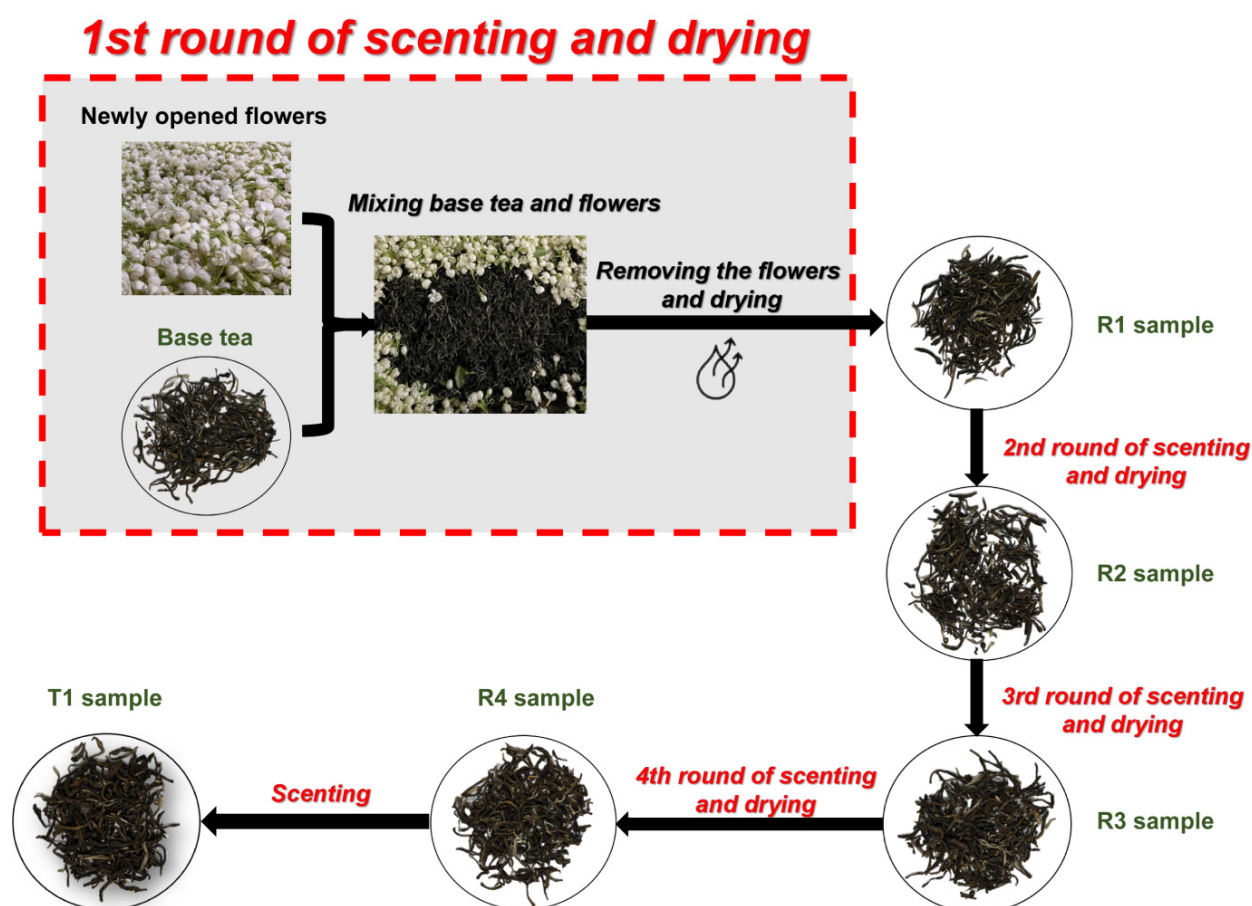 1st round of scenting and drying
Newly opened flowers
Mixing base tea and flowers
Removing the flowers
and drying
Base tea
R1 sample
2nd round of scenting
and drying
R2 sample
3rd round of scenting
and drying
R3 sample
4th round of scenting
and drying
R4 sample
Scenting
T1 sample